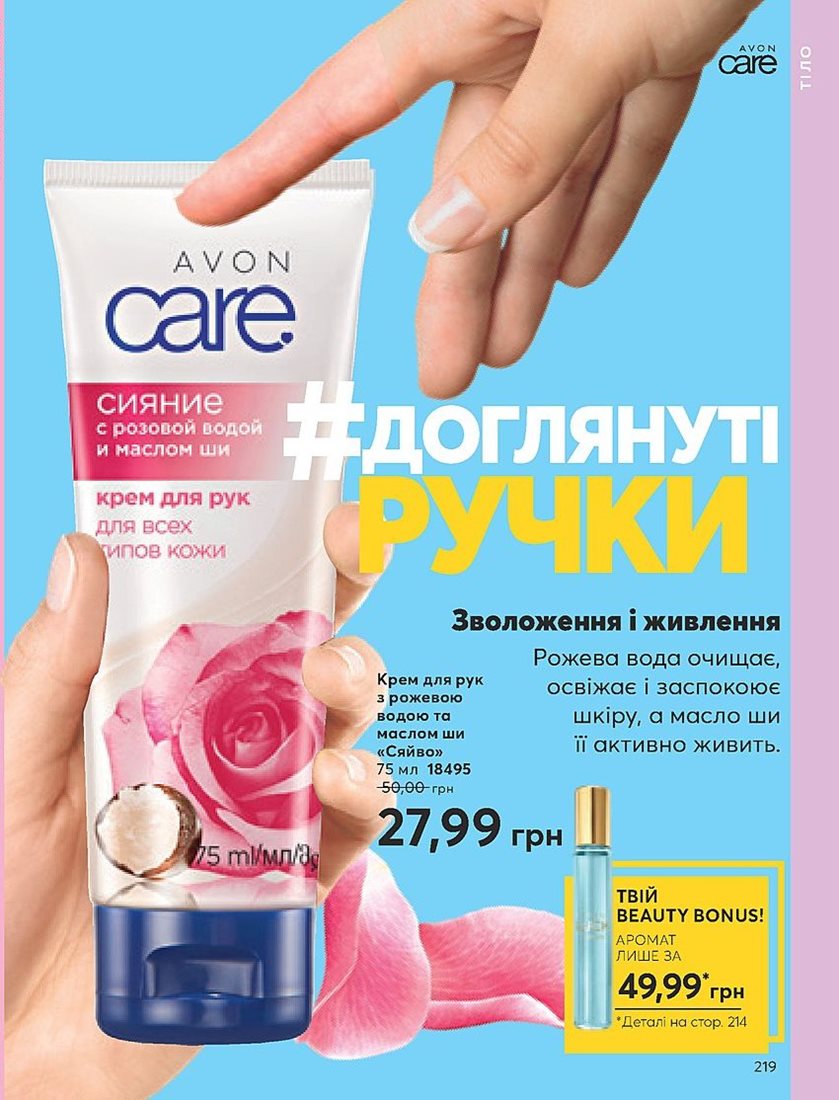 AVON
care
ТІЛО
AVON
care
СИЯНИЕ
с розовой водой
и маслом ши
крем для рук
для всех
типов кожи
#ДОГЛЯНУТІ
РУЧКИ
Зволоження і живлення
Рожева вода очищає,
освіжає і заспокоює
шкіру, а масло ши
її активно живить.
Крем для рук
з рожевою
водою та
маслом ши
«Сяйво»
75 мл 18495
50,00 грн
27,99 грн
75 ml/мл/
ТВІЙ
BEAUTY BONUS!
АРОМАТ
ЛИШЕ ЗА
49,99* грн
*Деталі на стор. 214
219